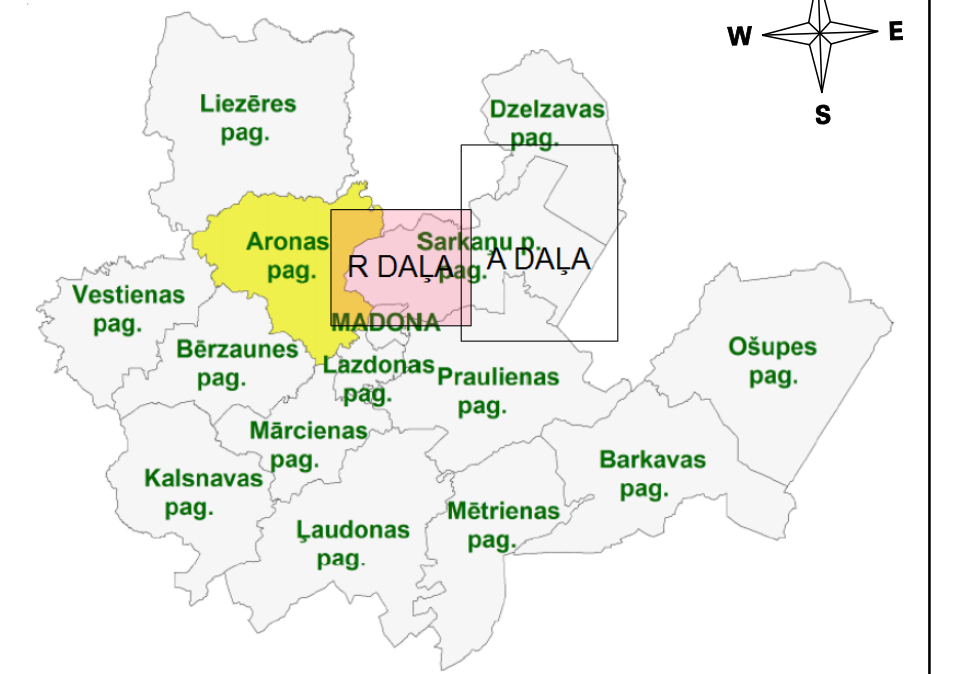 W
E
S
Liezēres
pag.
Dzelzavas
pag.
Aronas
pag.
Sarkaņu p.
pag.
R DAĻA
A DAĻA
Vestienas
pag.
MADONA
Bērzaunes
pag.
Lazdonas
pag.
Praulienas
pag.
Ošupes
pag.
Mārcienas
pag.
Kalsnavas
pag.
Barkavas
pag.
Ļaudonas
pag.
Mētrienas
pag.